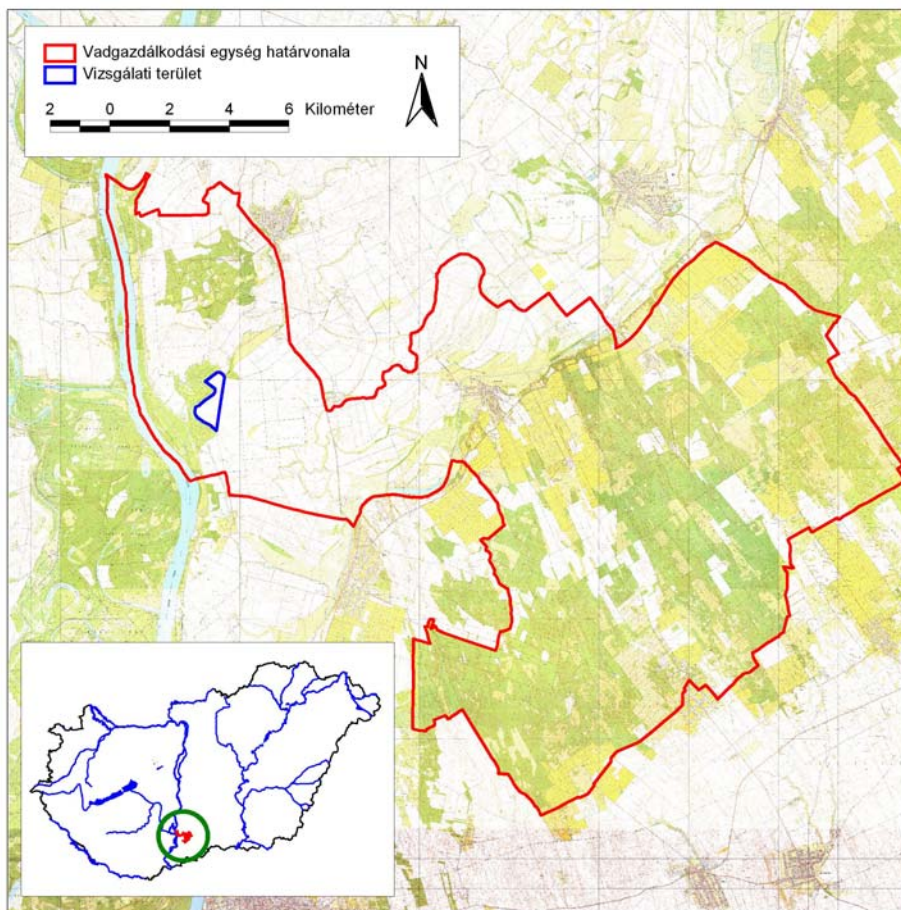 Vadgazdálkodási egység határvonala
Vizsgálati terület
N
2 0 2 4 6 Kilométer